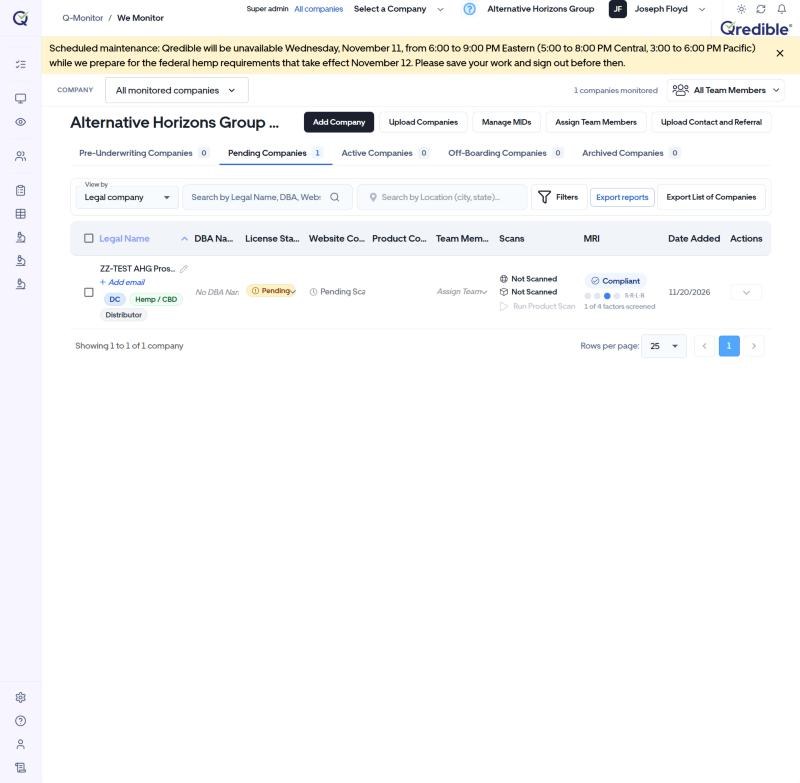 Super admin All companies Select a Company Alternative Horizons Group JF Joseph Floyd
Q-Monitor / We Monitor
Qredible
Scheduled maintenance: Qredible will be unavailable Wednesday, November 11, from 6:00 to 9:00 PM Eastern (5:00 to 8:00 PM Central, 3:00 to 6:00 PM Pacific)
while we prepare for the federal hemp requirements that take effect November 12. Please save your work and sign out before then.
COMPANY All monitored companies 1 companies monitored All Team Members
Alternative Horizons Group ... Add Company Upload Companies Manage MIDs Assign Team Members Upload Contact and Referral
Pre-Underwriting Companies 0 Pending Companies 1 Active Companies 0 Off-Boarding Companies 0 Archived Companies 0
View by
Legal company Search by Legal Name, DBA, Webs Search by Location (city, state)... Filters Export reports Export List of Companies
Legal Name DBA Na... License Sta... Website Co... Product Co... Team Mem... Scans MRI Date Added Actions
ZZ-TEST AHG Pros...
+ Add email
DC Hemp / CBD
Distributor
No DBA Nan
Pending
Pending Sca
Assign Team
Not Scanned
Not Scanned
Run Product Scan
Compliant
S·R·L·R
1 of 4 factors screened
11/20/2026
Showing 1 to 1 of 1 company Rows per page: 25 1